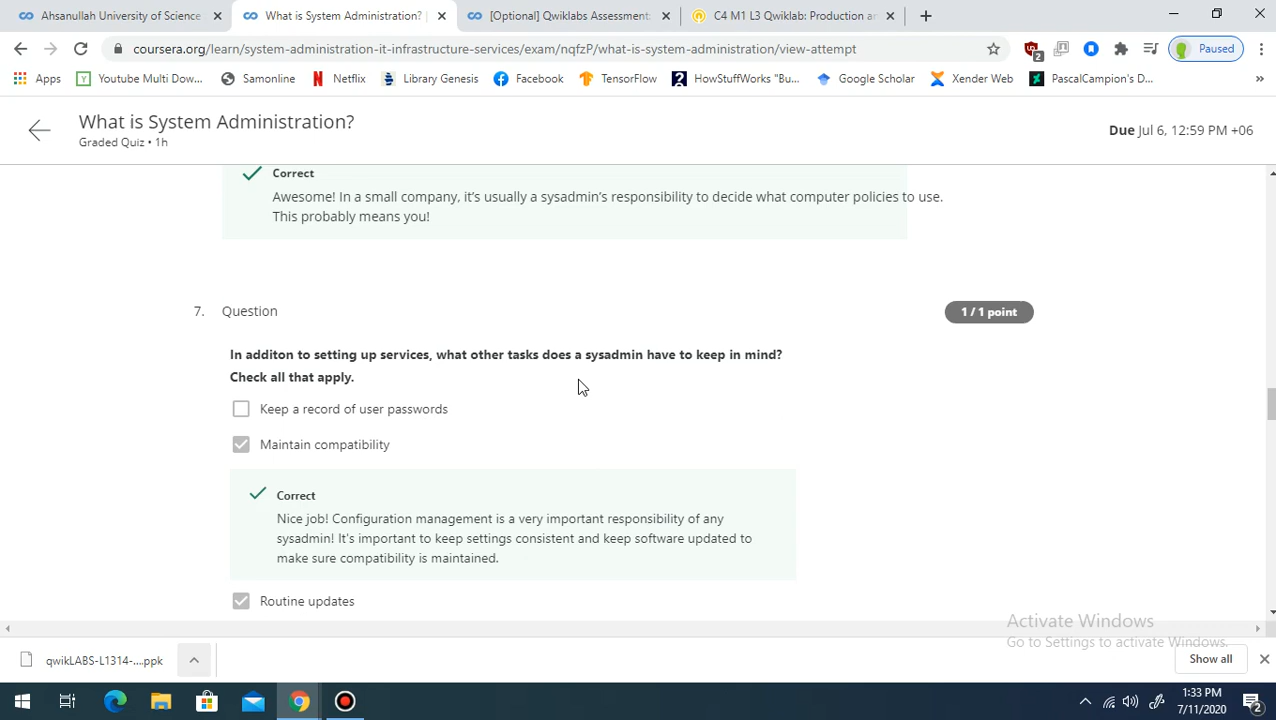 Ahsanullah University of Science
What is System Administration? |
[Optional] Qwiklabs Assessment:
C4 M1 L3 Qwiklab: Production an
coursera.org/learn/system-administration-it-infrastructure-services/exam/nqfzP/what-is-system-administration/view-attempt
2
Paused
Apps
Youtube Multi Dow...
Samonline
Netflix
Library Genesis
Facebook
TensorFlow
HowStuffWorks "Bu...
Google Scholar
Xender Web
PascalCampion's D...
»
What is System Administration?
Graded Quiz • 1h
Due Jul 6, 12:59 PM +06
Correct
Awesome! In a small company, it's usually a sysadmin's responsibility to decide what computer policies to use.
This probably means you!
7. Question
1 / 1 point
In additon to setting up services, what other tasks does a sysadmin have to keep in mind?
Check all that apply.
Keep a record of user passwords
Maintain compatibility
Correct
Nice job! Configuration management is a very important responsibility of any
sysadmin! It's important to keep settings consistent and keep software updated to
make sure compatibility is maintained.
Routine updates
Activate Windows
Go to Settings to activate Windows.
qwikLABS-L1314-....ppk
Show all
1:33 PM
7/11/2020
2